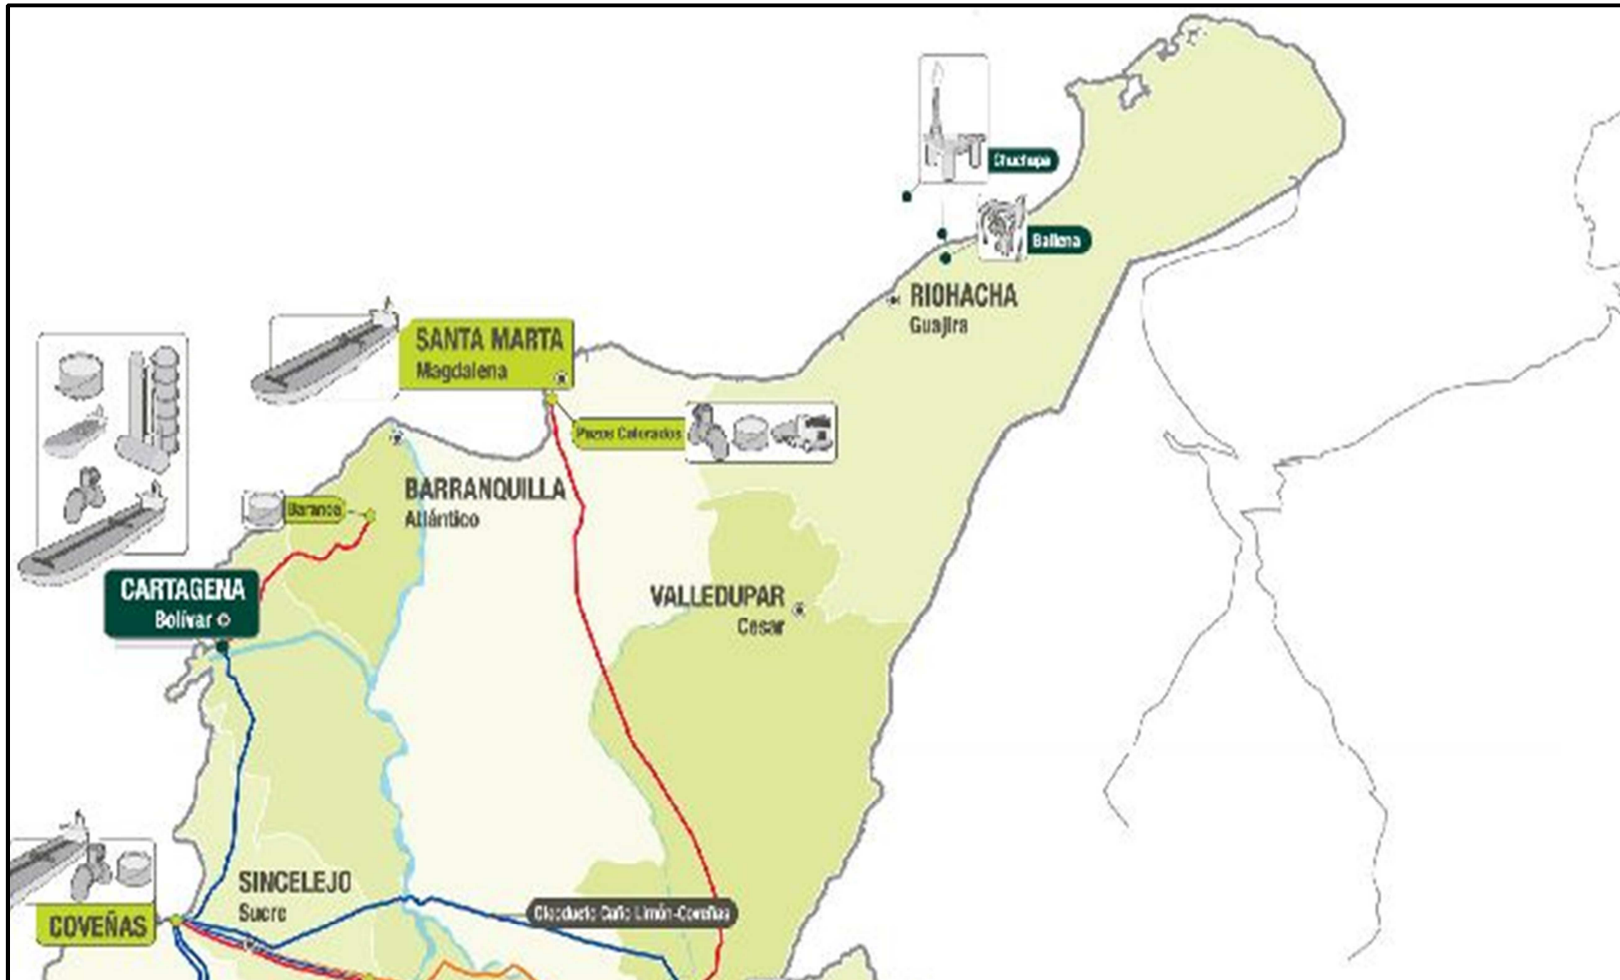 Chuchupa
Ballena
RIOHACHA
Guajira
SANTA MARTA
Magdalena
Pozos Colorados
BARRANQUILLA
Atlántico
Baranoa
CARTAGENA
Bolívar
VALLEDUPAR
Cesar
SINCELEJO
Sucre
Oleoducto Caño Limón-Coveñas
COVEÑAS